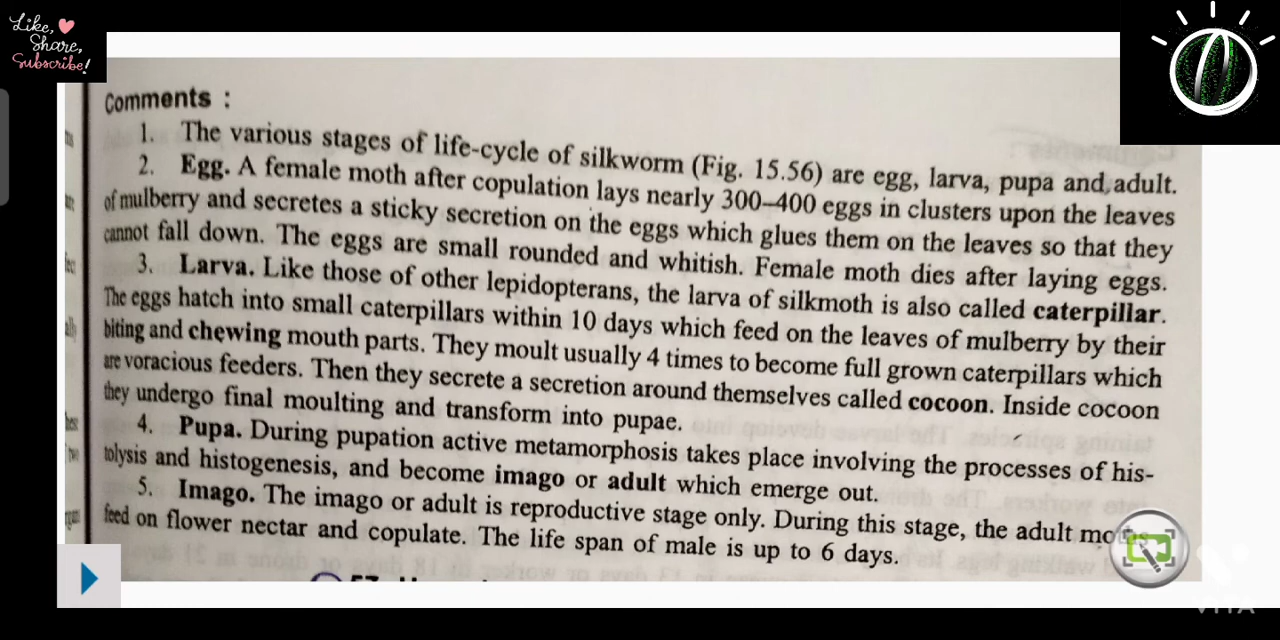 Like,
Share,
Subscribe!
Comments :
1. The various stages of life-cycle of silkworm (Fig. 15.56) are egg, larva, pupa and adult.
2. Egg. A female moth after copulation lays nearly 300–400 eggs in clusters upon the leaves
of mulberry and secretes a sticky secretion on the eggs which glues them on the leaves so that they
cannot fall down. The eggs are small rounded and whitish. Female moth dies after laying eggs.
3. Larva. Like those of other lepidopterans, the larva of silkmoth is also called caterpillar.
The eggs hatch into small caterpillars within 10 days which feed on the leaves of mulberry by their
biting and chewing mouth parts. They moult usually 4 times to become full grown caterpillars which
are voracious feeders. Then they secrete a secretion around themselves called cocoon. Inside cocoon
they undergo final moulting and transform into pupae.
4. Pupa. During pupation active metamorphosis takes place involving the processes of his-
tolysis and histogenesis, and become imago or adult which emerge out.
5. Imago. The imago or adult is reproductive stage only. During this stage, the adult moths
feed on flower nectar and copulate. The life span of male is up to 6 days.
VITA